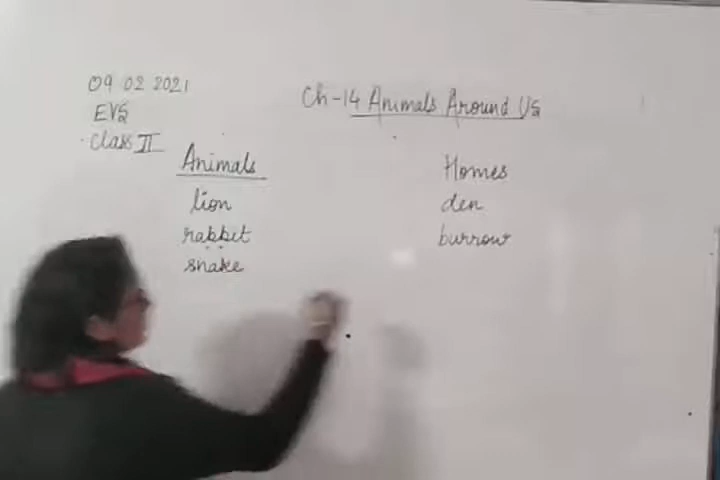 09 02 2021
Ch-14 Animals Around Us
EVS
Class II
Animals
Homes
lion
den
rabbit
burrow
snake